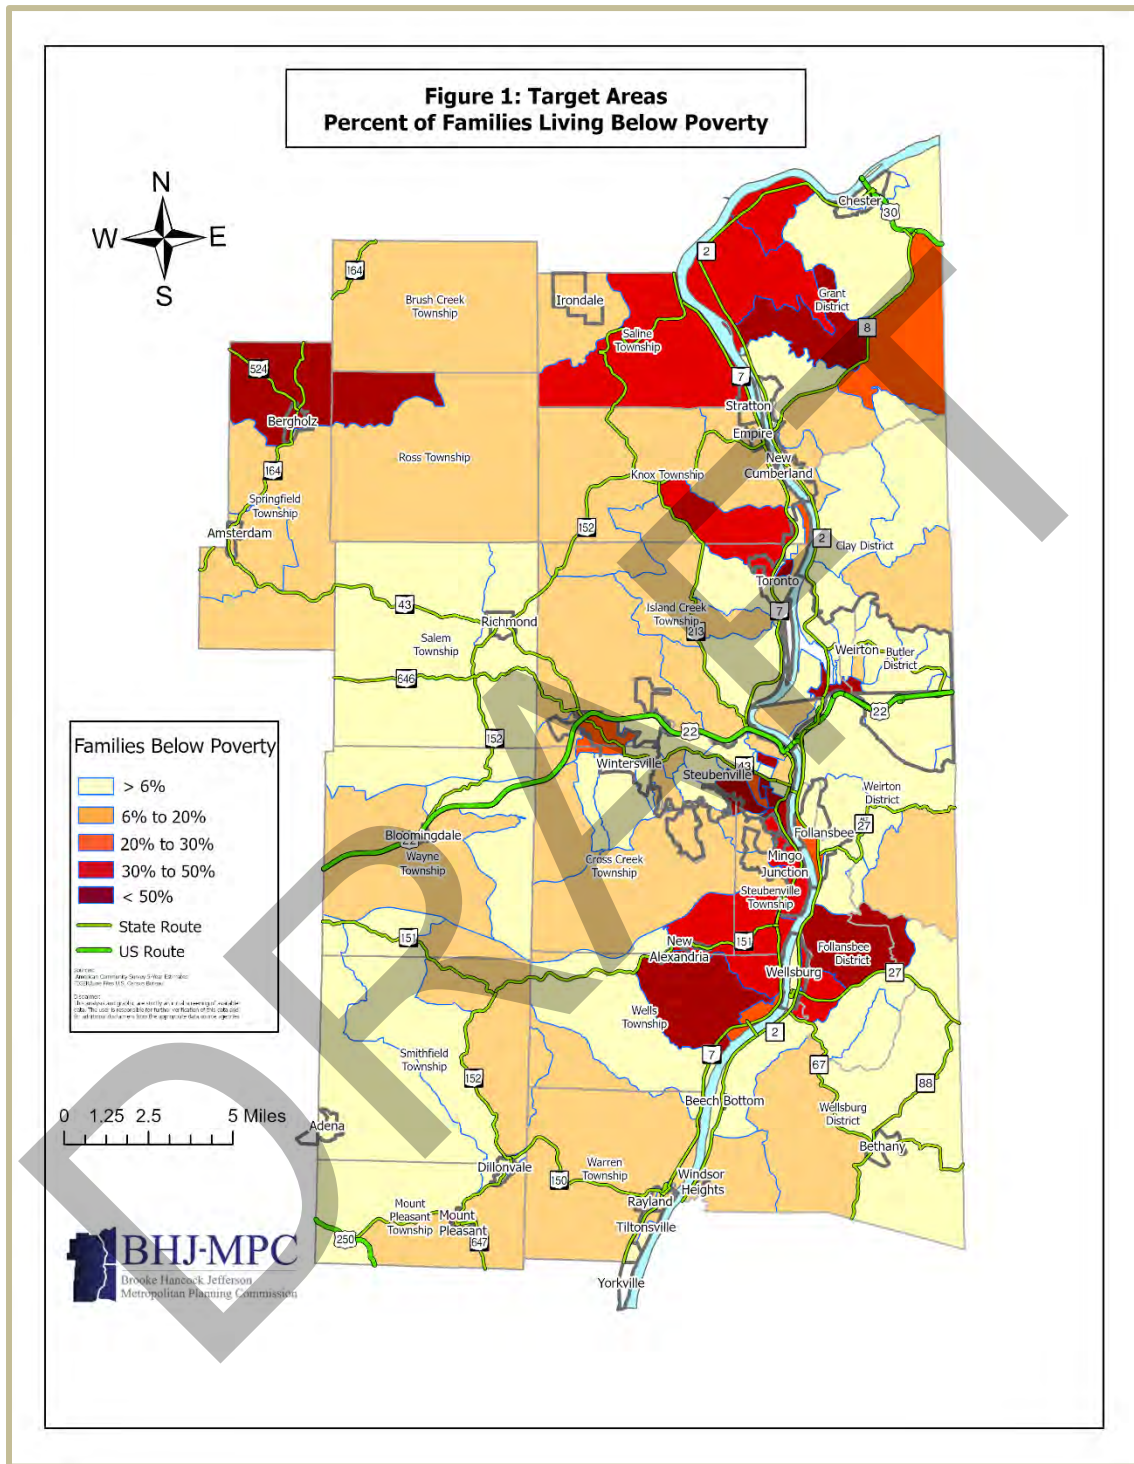 Figure 1: Target Areas
Percent of Families Living Below Poverty
N
W
E
S
Chester
30
2
164
Brush Creek
Township
Irondale
Grant
District
8
Saline
Township
524
7
Stratton
Bergholz
Empire
New
Cumberland
Ross Township
164
Knox Township
Springfield
Township
152
Amsterdam
2
Clay District
Toronto
43
Island Creek
Township
7
Richmond
213
Salem
Township
Weirton
Butler
District
646
22
22
152
Families Below Poverty
> 6%
6% to 20%
20% to 30%
30% to 50%
< 50%
State Route
US Route
Wintersville
43
Steubenville
Weirton
District
27
Follansbee
Bloomingdale
Wayne
Township
Cross Creek
Township
Mingo
Junction
Steubenville
Township
151
New
Alexandria
151
Follansbee
District
Wellsburg
27
Wells
Township
2
7
Smithfield
Township
67
152
88
0 1.25 2.5 5 Miles
Beech Bottom
Wellsburg
District
Adena
Bethany
Dillonvale
Warren
Township
150
Windsor
Heights
Rayland
Mount
Pleasant
Township
Mount
Pleasant
Tiltonsville
250
647
Yorkville
BHJ-MPC
Brooke Hancock Jefferson
Metropolitan Planning Commission
DRAFT